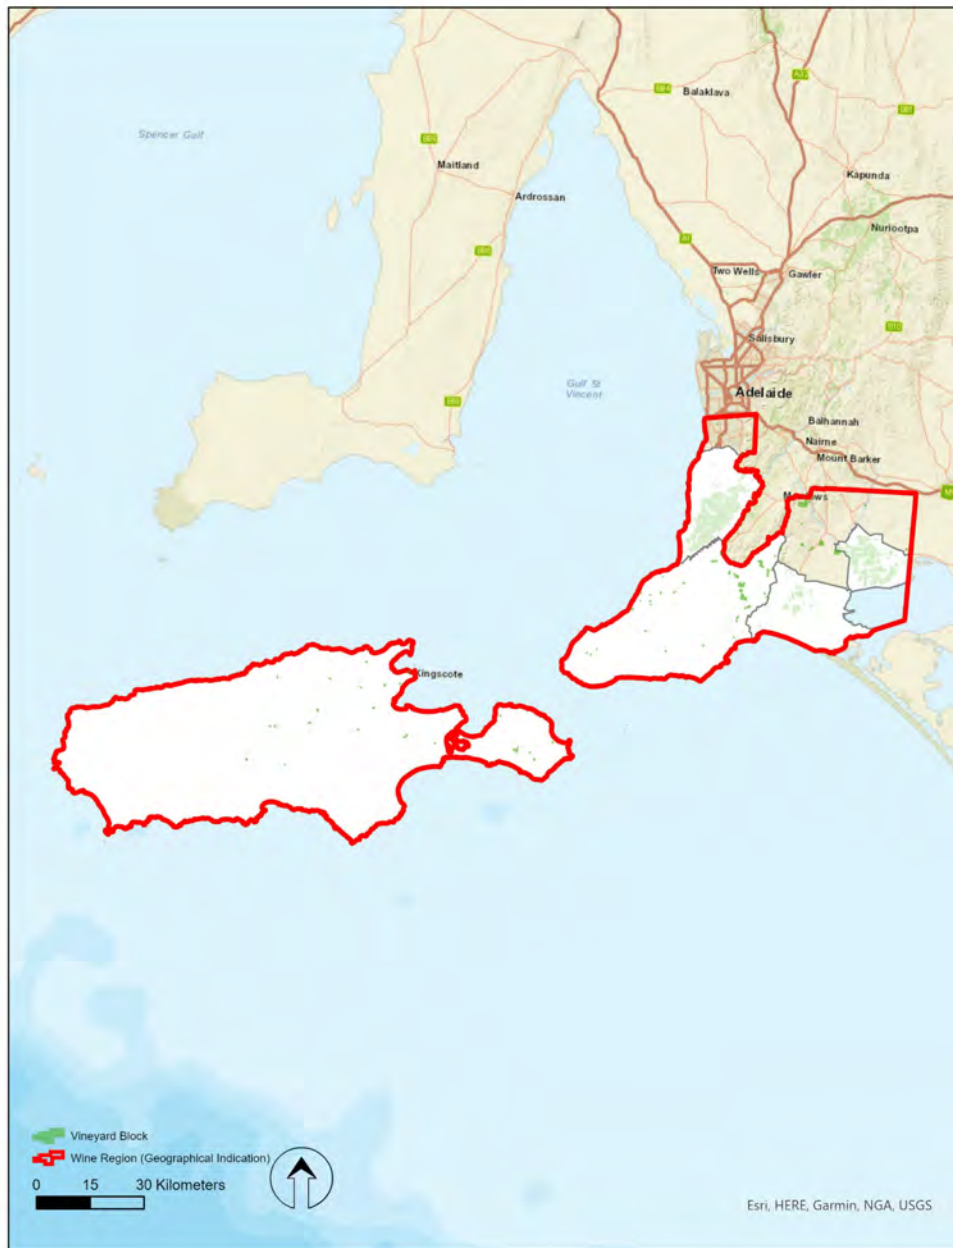 Balaklava
Spencer Gulf
Maitland
Ardrossan
Kapunda
Nuriootpa
A1
Two Wells
Gawler
Salisbury
Gulf St
Vincent
Adelaide
Balhannah
Nairne
Mount Barker
Kingscote
Vineyard Block
Wine Region (Geographical Indication)
0 15 30 Kilometers
Esri, HERE, Garmin, NGA, USGS